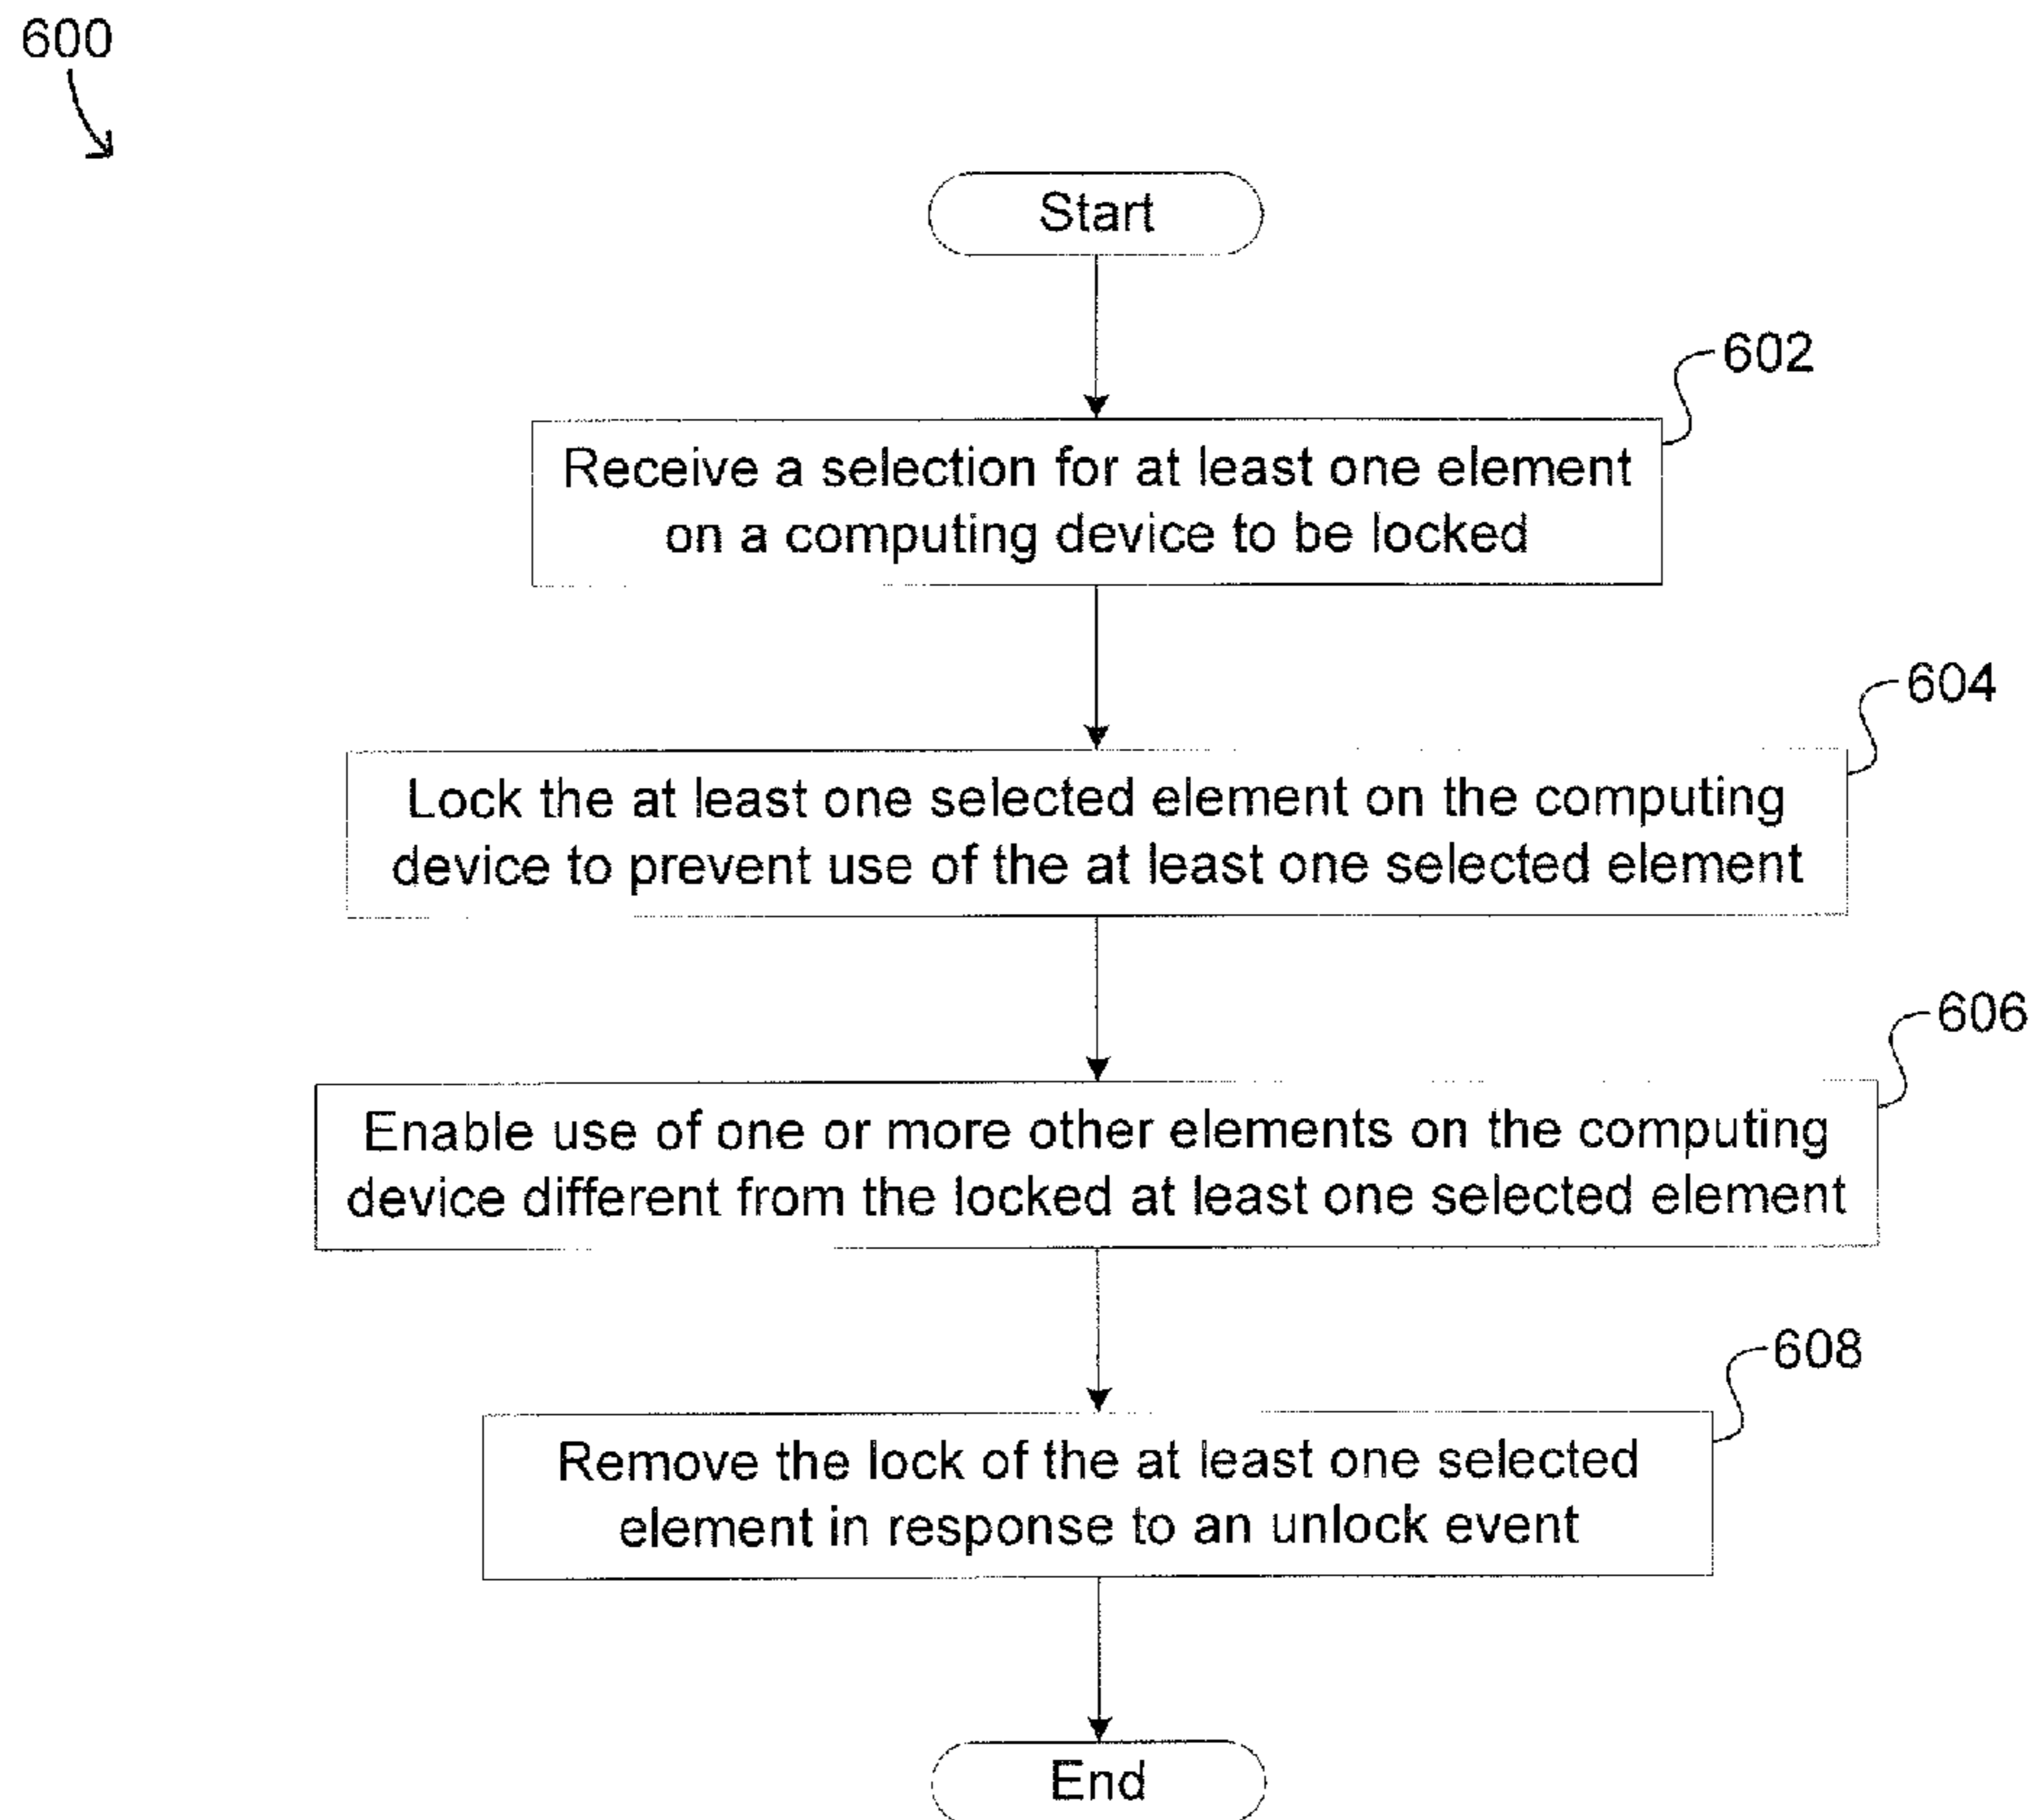 600
Start
602
Receive a selection for at least one element
on a computing device to be locked
604
Lock the at least one selected element on the computing
device to prevent use of the at least one selected element
606
Enable use of one or more other elements on the computing
device different from the locked at least one selected element
608
Remove the lock of the at least one selected
element in response to an unlock event
End